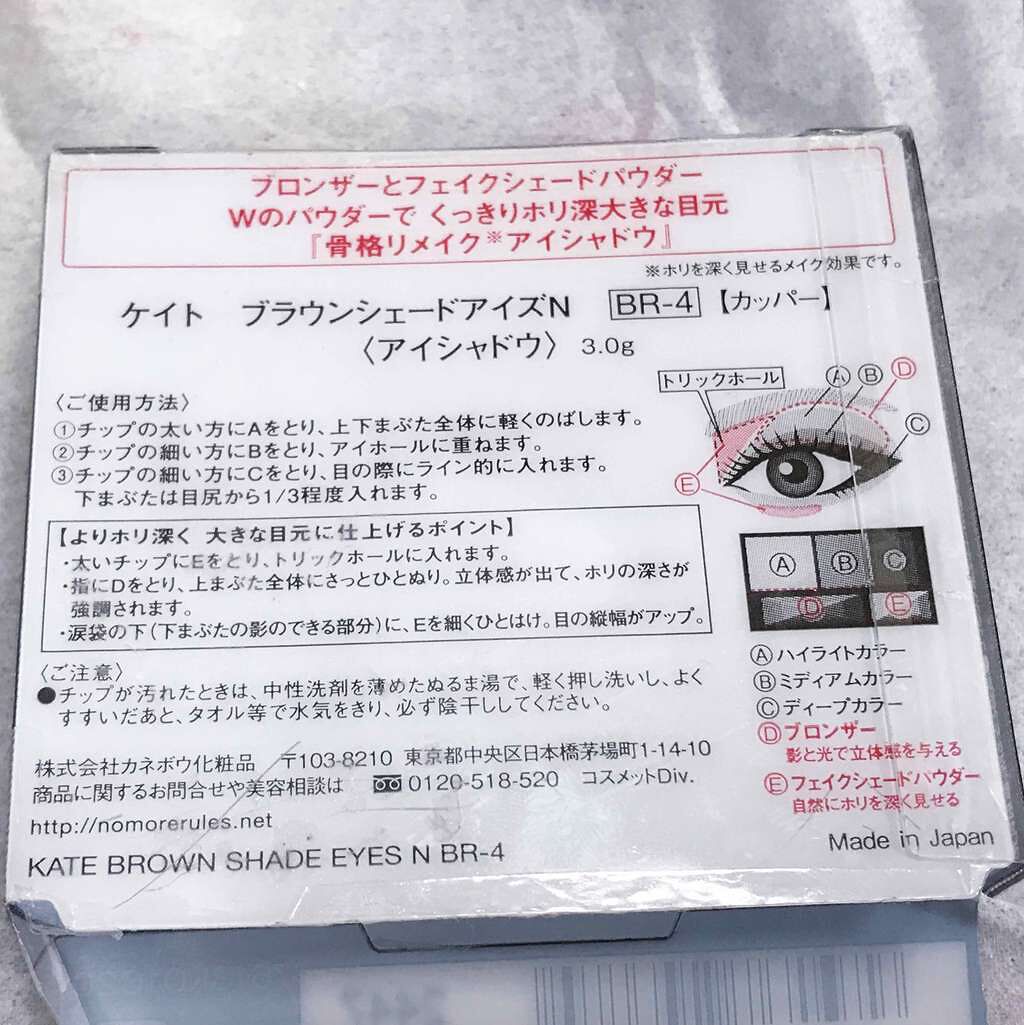 ブロンザーとフェイクシェードパウダー
Wのパウダーで くっきりホリ深大きな目元
『骨格リメイク※アイシャドウ』
※ホリを深く見せるメイク効果です。
ケイト ブラウンシェードアイズN BR-4 【カッパー】
〈アイシャドウ〉 3.0g
〈ご使用方法〉
①チップの太い方にAをとり、上下まぶた全体に軽くのばします。
②チップの細い方にBをとり、アイホールに重ねます。
③チップの細い方にCをとり、目の際にライン的に入れます。
下まぶたは目尻から1/3程度入れます。
トリックホール
Ⓐ Ⓑ Ⓓ
Ⓒ
Ⓔ
【よりホリ深く 大きな目元に仕上げるポイント】
・太いチップにEをとり、トリックホールに入れます。
・指にDをとり、上まぶた全体にさっとひとぬり。立体感が出て、ホリの深さが
強調されます。
・涙袋の下(下まぶたの影のできる部分)に、Eを細くひとはけ。目の縦幅がアップ。
Ⓐ Ⓑ Ⓒ
Ⓓ Ⓔ
Ⓐハイライトカラー
Ⓑミディアムカラー
Ⓒディープカラー
Ⓓブロンザー
影と光で立体感を与える
Ⓔフェイクシェードパウダー
自然にホリを深く見せる
〈ご注意〉
●チップが汚れたときは、中性洗剤を薄めたぬるま湯で、軽く押し洗いし、よく
すすいだあと、タオル等で水気をきり、必ず陰干ししてください。
株式会社カネボウ化粧品 〒103-8210 東京都中央区日本橋茅場町1-14-10
商品に関するお問合せや美容相談は 0120-518-520 コスメットDiv.
http://nomorerules.net
KATE BROWN SHADE EYES N BR-4
Made in Japan